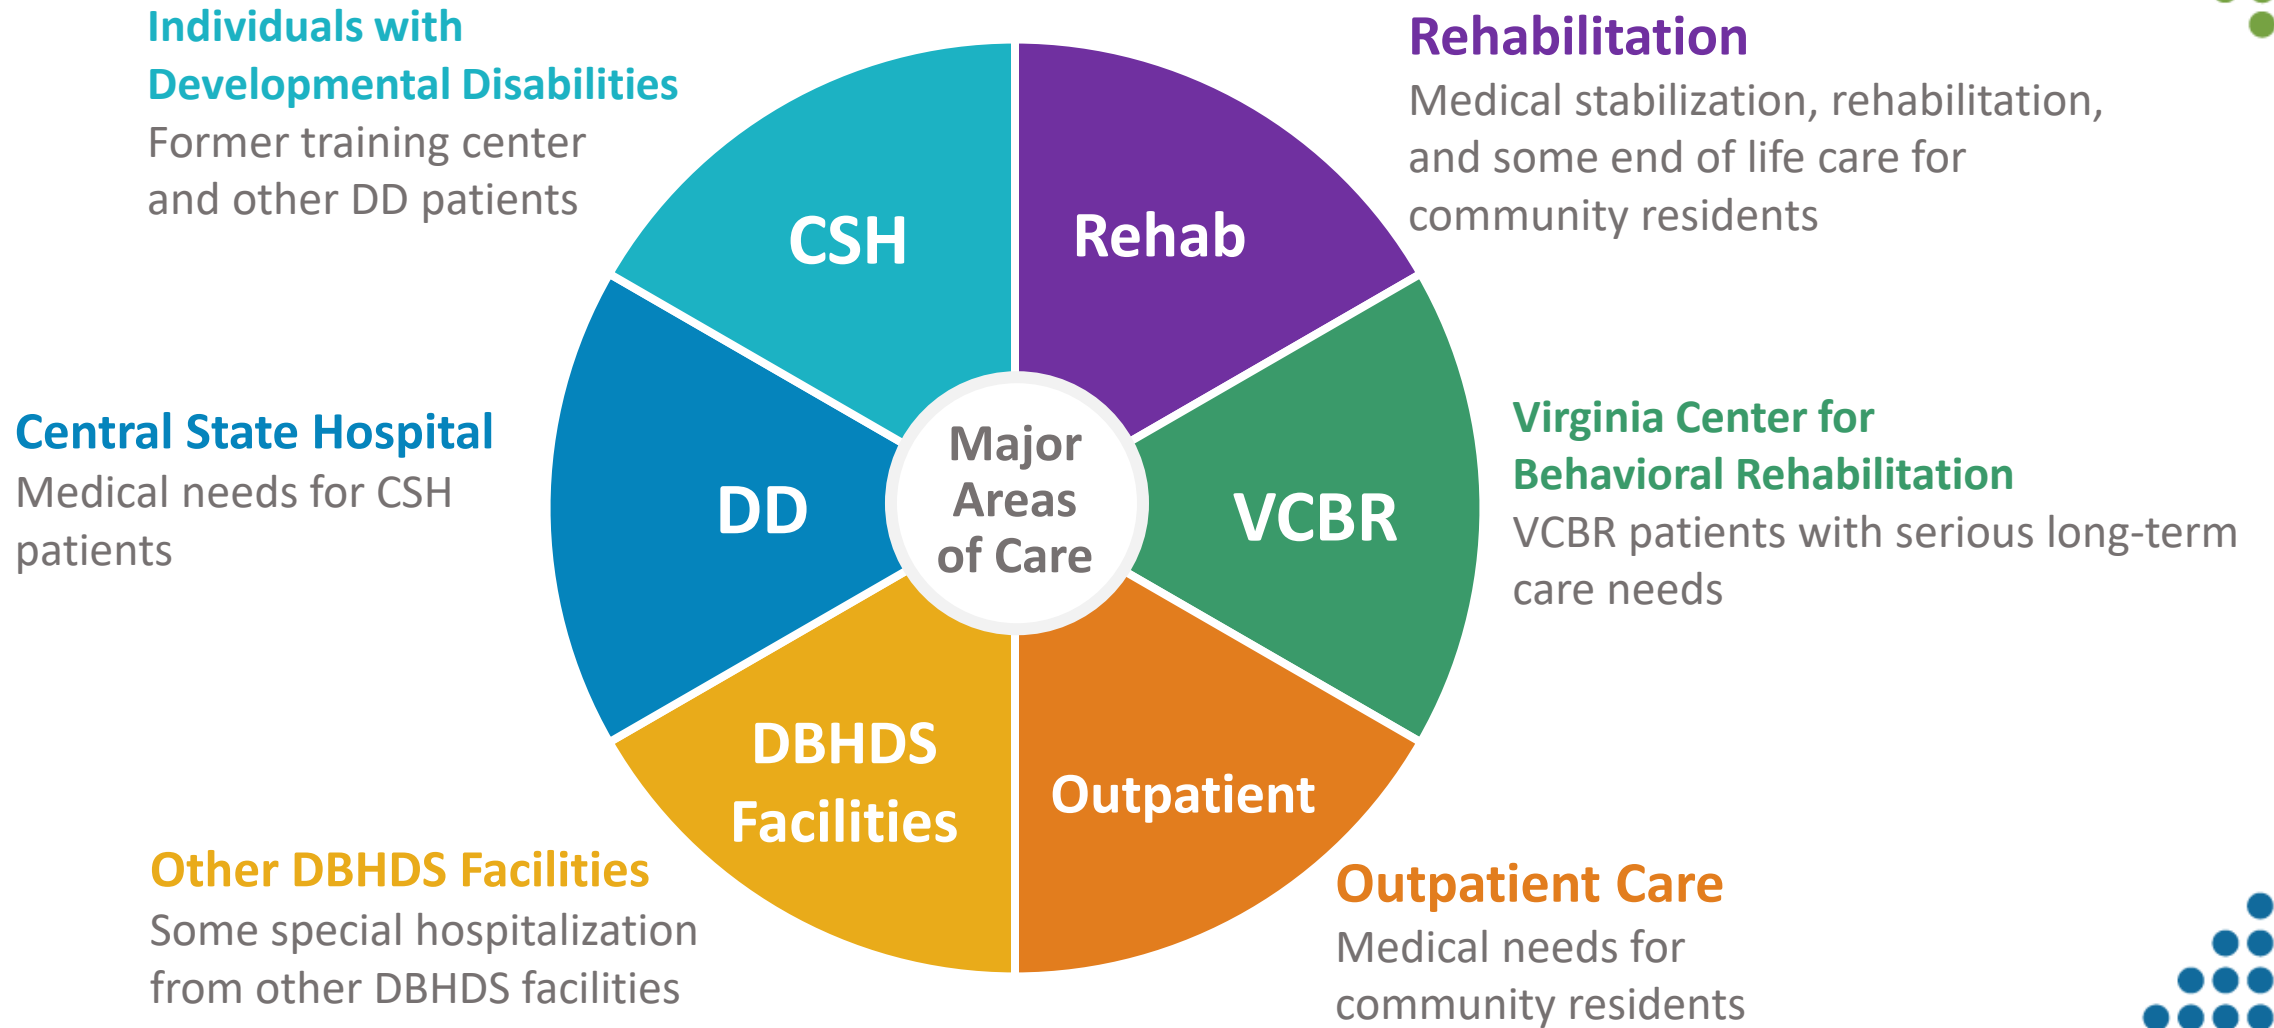 Individuals with
Developmental Disabilities
Former training center
and other DD patients
Rehabilitation
Medical stabilization, rehabilitation,
and some end of life care for
community residents
CSH
Rehab
Central State Hospital
Medical needs for CSH
patients
DD
Major
Areas
of Care
VCBR
Virginia Center for
Behavioral Rehabilitation
VCBR patients with serious long-term
care needs
DBHDS
Facilities
Outpatient
Other DBHDS Facilities
Some special hospitalization
from other DBHDS facilities
Outpatient Care
Medical needs for
community residents